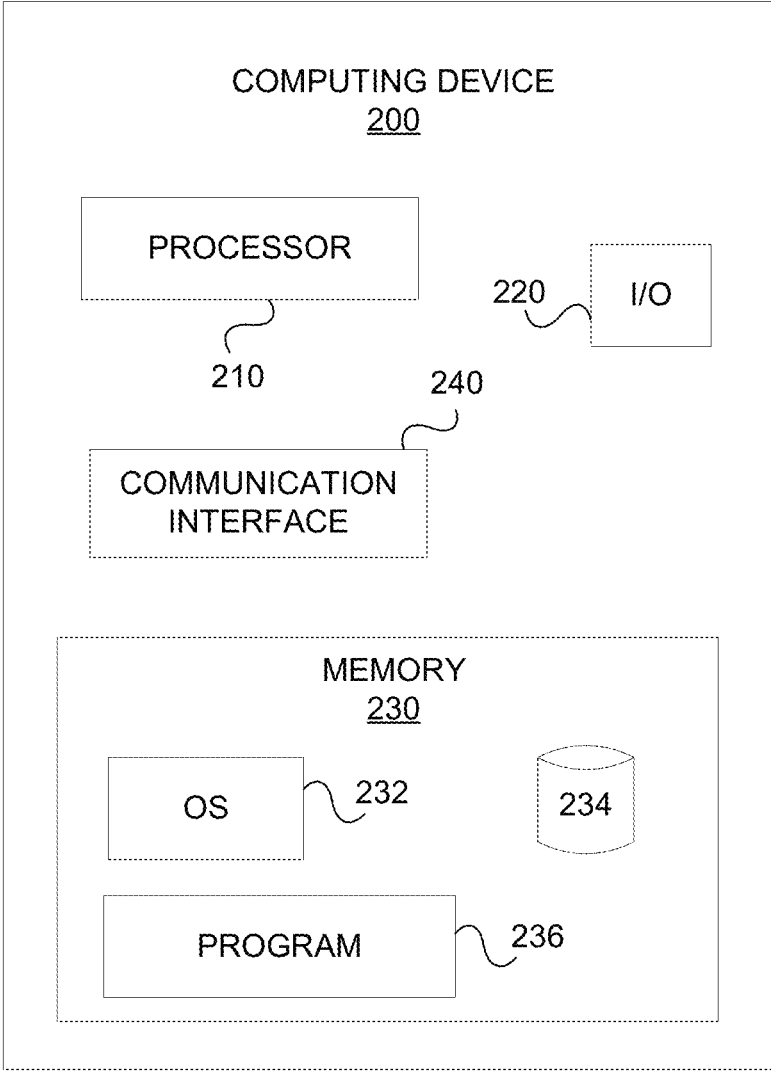 COMPUTING DEVICE
200
PROCESSOR
210
220
I/O
240
COMMUNICATION
INTERFACE
MEMORY
230
OS
232
234
PROGRAM
236